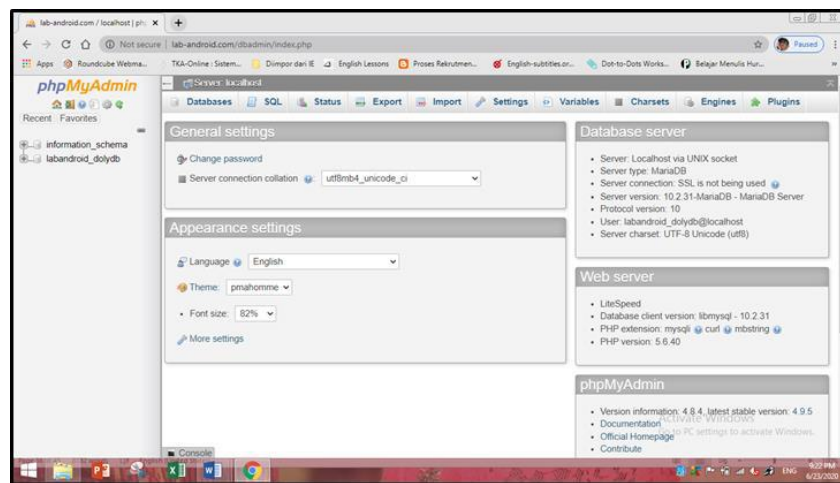 lab-android.com / localhost | ph
Not secure | lab-android.com/dbadmin/index.php
Paused
Apps
Roundcube Webma...
TKA-Online : Sistem...
Diimpor dari IE
English Lessons
Proses Rekrutmen...
English-subtitles.or...
Dot-to-Dots Works...
Belajar Menulis Hur...
phpMyAdmin
Recent Favorites
information_schema
labandroid_dolydb
Server: localhost
Databases
SQL
Status
Export
Import
Settings
Variables
Charsets
Engines
Plugins
General settings
Change password
Server connection collation
: utf8mb4_unicode_ci
Appearance settings
Language
English
Theme: pmahomme
Font size: 82%
More settings
Console
Database server
Server: Localhost via UNIX socket
Server type: MariaDB
Server connection: SSL is not being used
Server version: 10.2.31-MariaDB - MariaDB Server
Protocol version: 10
User: labandroid_dolydb@localhost
Server charset: UTF-8 Unicode (utf8)
Web server
LiteSpeed
Database client version: libmysql - 10.2.31
PHP extension: mysqli curl mbstring
PHP version: 5.6.40
phpMyAdmin
Version information: 4.8.4, latest stable version: 4.9.5
Documentation
Official Homepage
Contribute
Activate Windows
Go to PC settings to activate Windows.
ENG
9:22 PM
6/23/2020